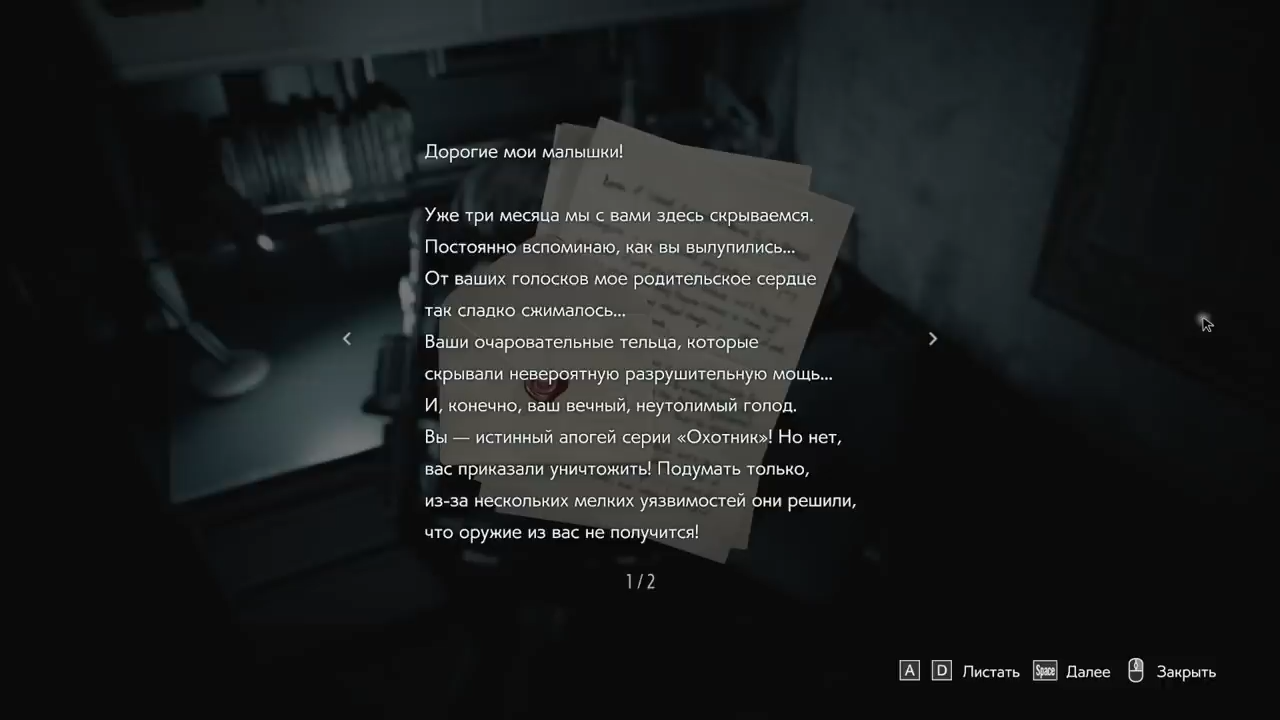 Дорогие мои малышки!
Уже три месяца мы с вами здесь скрываемся.
Постоянно вспоминаю, как вы вылупились...
От ваших голосков мое родительское сердце
так сладко сжималось...
Ваши очаровательные тельца, которые
скрывали невероятную разрушительную мощь...
И, конечно, ваш вечный, неутолимый голод.
Вы — истинный апогей серии «Охотник»! Но нет,
вас приказали уничтожить! Подумать только,
из-за нескольких мелких уязвимостей они решили,
что оружие из вас не получится!
1 / 2
A D Листать Space Далее Закрыть